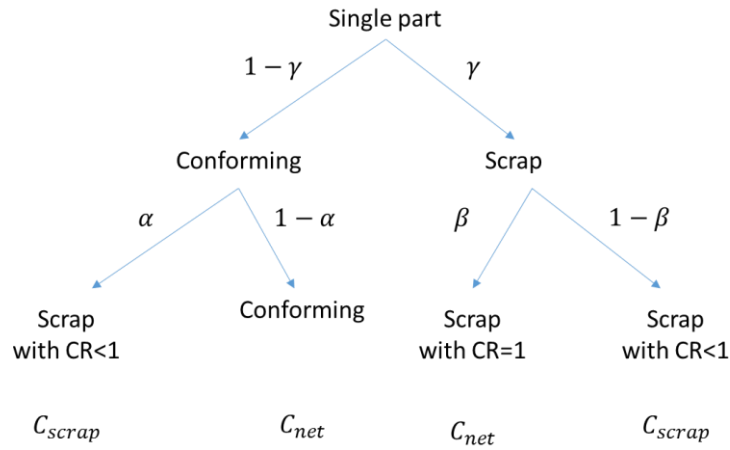 Single part
1 − γ
γ
Conforming
Scrap
α
1 − α
β
1 − β
Scrap
with CR<1
Conforming
Scrap
with CR=1
Scrap
with CR<1
C_scrap
C_net
C_net
C_scrap